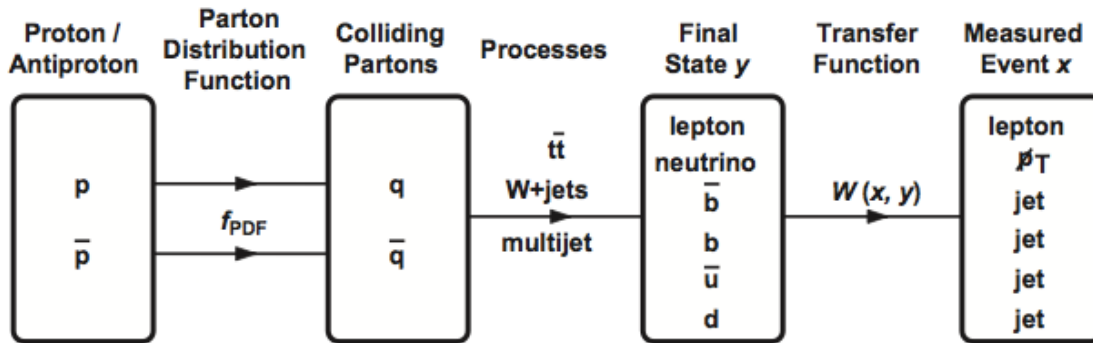 Proton /
Antiproton
Parton
Distribution
Function
Colliding
Partons
Processes
Final
State y
Transfer
Function
Measured
Event x
p
p̅
f_PDF
q
q̅
tt̅
W+jets
multijet
lepton
neutrino
b̅
b
u̅
d
W (x, y)
lepton
p̸_T
jet
jet
jet
jet